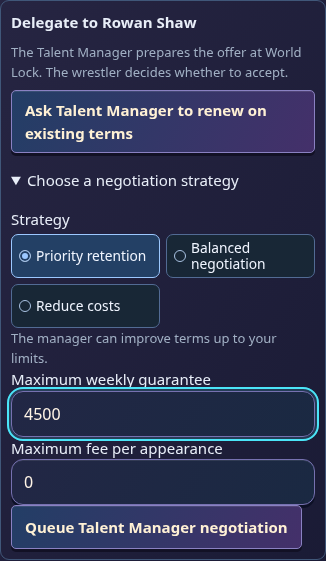 Delegate to Rowan Shaw
The Talent Manager prepares the offer at World
Lock. The wrestler decides whether to accept.
Ask Talent Manager to renew on
existing terms
▼ Choose a negotiation strategy
Strategy
Priority retention
Balanced
negotiation
Reduce costs
The manager can improve terms up to your
limits.
Maximum weekly guarantee
4500
Maximum fee per appearance
0
Queue Talent Manager negotiation